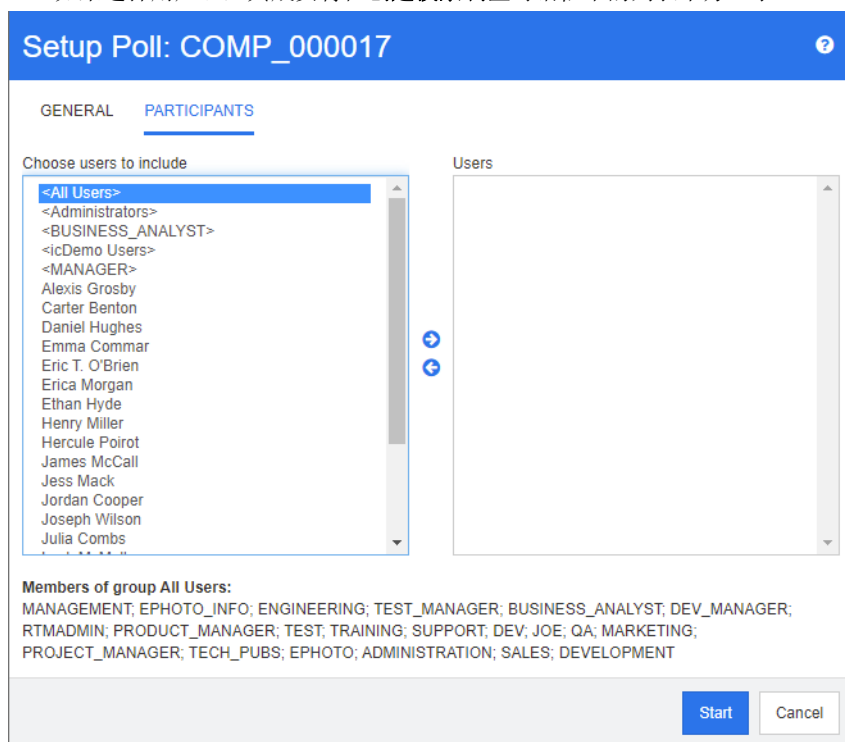 Setup Poll: COMP_000017
GENERAL PARTICIPANTS
Choose users to include
Users
<All Users>
<Administrators>
<BUSINESS_ANALYST>
<icDemo Users>
<MANAGER>
Alexis Grosby
Carter Benton
Daniel Hughes
Emma Commar
Eric T. O'Brien
Erica Morgan
Ethan Hyde
Henry Miller
Hercule Poirot
James McCall
Jess Mack
Jordan Cooper
Joseph Wilson
Julia Combs
Members of group All Users:
MANAGEMENT; EPHOTO_INFO; ENGINEERING; TEST_MANAGER; BUSINESS_ANALYST; DEV_MANAGER;
RTMADMIN; PRODUCT_MANAGER; TEST; TRAINING; SUPPORT; DEV; JOE; QA; MARKETING;
PROJECT_MANAGER; TECH_PUBS; EPHOTO; ADMINISTRATION; SALES; DEVELOPMENT
Start Cancel